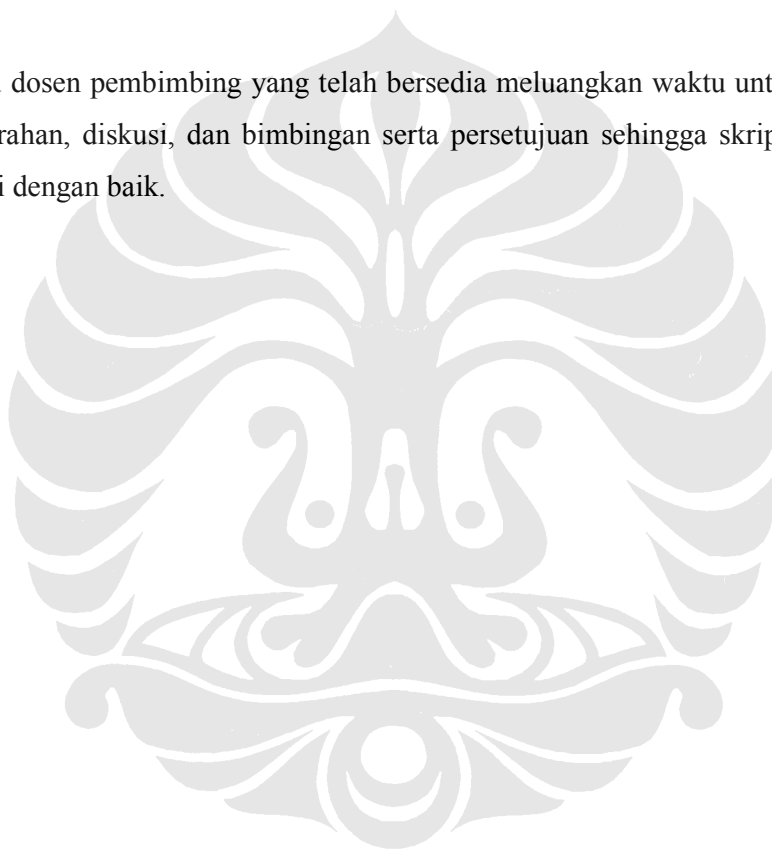 dosen pembimbing yang telah bersedia meluangkan waktu unt
rahan, diskusi, dan bimbingan serta persetujuan sehingga skrip
i dengan baik.